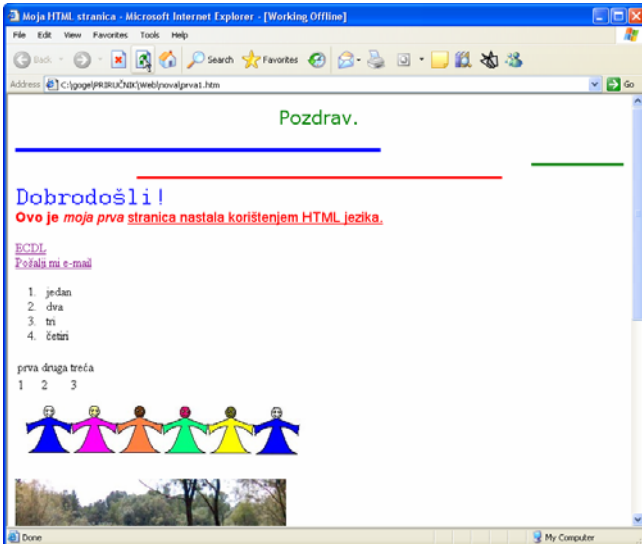 Moja HTML stranica - Microsoft Internet Explorer - [Working Offline]
File Edit View Favorites Tools Help
Back Search Favorites
Address C:\gogel\PRIRUČNIK\Web\nova\prva1.htm Go
Pozdrav.
Dobrodošli!
Ovo je moja prva stranica nastala korištenjem HTML jezika.
ECDL
Pošalji mi e-mail
1. jedan
2. dva
3. tri
4. četiri
prva druga treća
1 2 3
Done My Computer